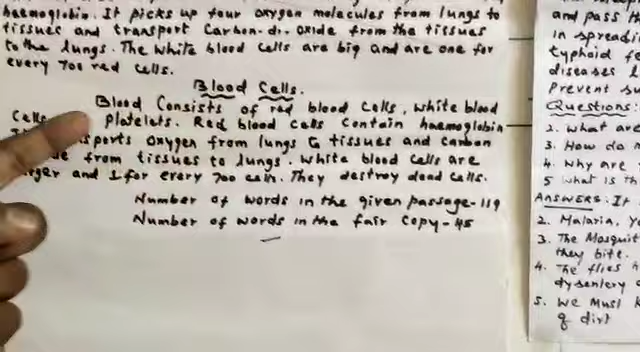 haemoglobin. It picks up four oxygen molecules from lungs to
tissues and transport Carbon-di-oxide from the tissues
to the lungs. The white blood cells are big and are one for
every 700 red cells.
Blood Cells.
Blood Consists of red blood cells, white blood
Cells platelets. Red blood cells Contain haemoglobin
sports oxygen from lungs to tissues and carbon
de from tissues to lungs. White blood cells are
ger and 1 for every 700 cells. They destroy dead cells.
Number of words in the given passage-119
Number of words in the fair Copy-45
and pass
in spreadi
typhoid fe
diseases
Prevent su
Questions:
2. What are
3. How do
4. Why are
5 What is th
Answers: It
2. Malaria, Y
3. The Mosquit
they bite.
4. The flies
dysentery
5. We Must K
of dirt